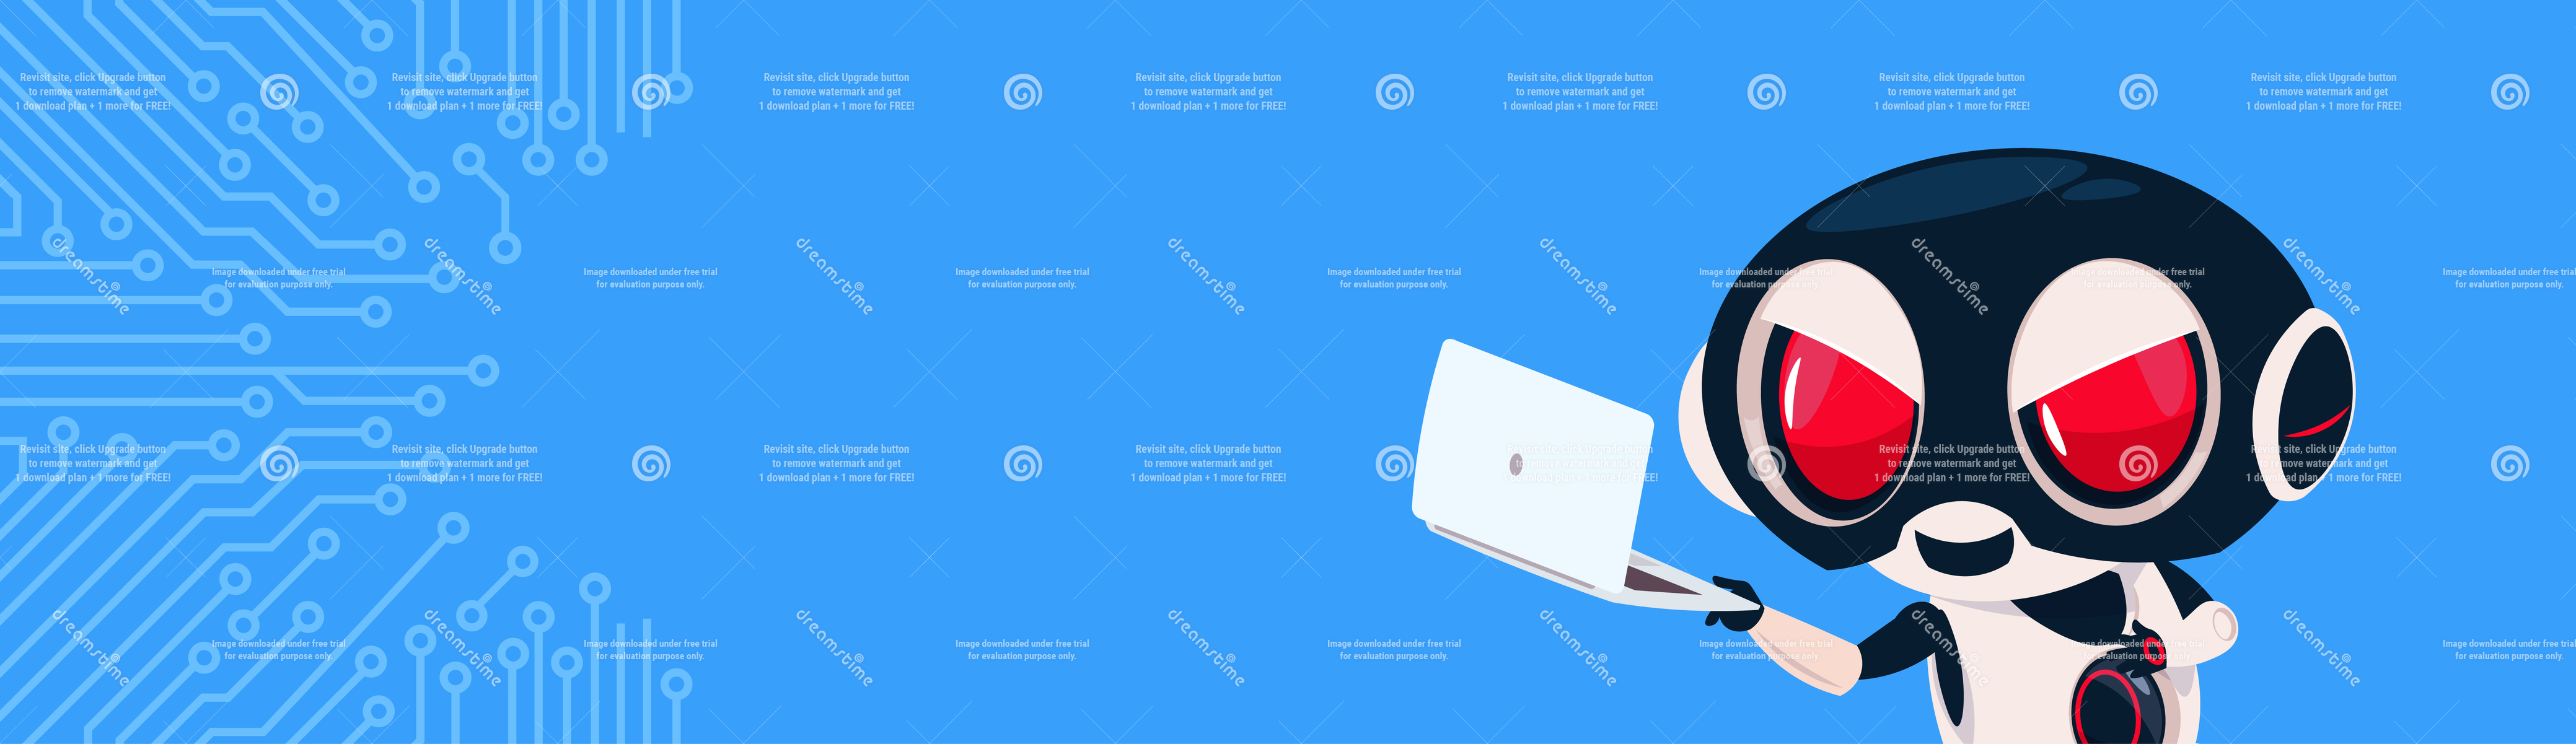 Revisit site, click Upgrade button
to remove watermark and get
1 download plan + 1 more for FREE!
Revisit site, click Upgrade button
to remove watermark and get
1 download plan + 1 more for FREE!
Revisit site, click Upgrade button
to remove watermark and get
1 download plan + 1 more for FREE!
Revisit site, click Upgrade button
to remove watermark and get
1 download plan + 1 more for FREE!
Revisit site, click Upgrade button
to remove watermark and get
1 download plan + 1 more for FREE!
Revisit site, click Upgrade button
to remove watermark and get
1 download plan + 1 more for FREE!
Revisit site, click Upgrade button
to remove watermark and get
1 download plan + 1 more for FREE!
dreamstime
Image downloaded under free trial
for evaluation purpose only.
dreamstime
Image downloaded under free trial
for evaluation purpose only.
dreamstime
Image downloaded under free trial
for evaluation purpose only.
dreamstime
Image downloaded under free trial
for evaluation purpose only.
dreamstime
Image downloaded under free trial
for evaluation purpose only.
dreamstime
Image downloaded under free trial
for evaluation purpose only.
dreamstime
Image downloaded under free trial
for evaluation purpose only.
Revisit site, click Upgrade button
to remove watermark and get
1 download plan + 1 more for FREE!
Revisit site, click Upgrade button
to remove watermark and get
1 download plan + 1 more for FREE!
Revisit site, click Upgrade button
to remove watermark and get
1 download plan + 1 more for FREE!
Revisit site, click Upgrade button
to remove watermark and get
1 download plan + 1 more for FREE!
Revisit site, click Upgrade button
to remove watermark and get
1 download plan + 1 more for FREE!
Revisit site, click Upgrade button
to remove watermark and get
1 download plan + 1 more for FREE!
Revisit site, click Upgrade button
to remove watermark and get
1 download plan + 1 more for FREE!
dreamstime
Image downloaded under free trial
for evaluation purpose only.
dreamstime
Image downloaded under free trial
for evaluation purpose only.
dreamstime
Image downloaded under free trial
for evaluation purpose only.
dreamstime
Image downloaded under free trial
for evaluation purpose only.
dreamstime
Image downloaded under free trial
for evaluation purpose only.
dreamstime
Image downloaded under free trial
for evaluation purpose only.
dreamstime
Image downloaded under free trial
for evaluation purpose only.